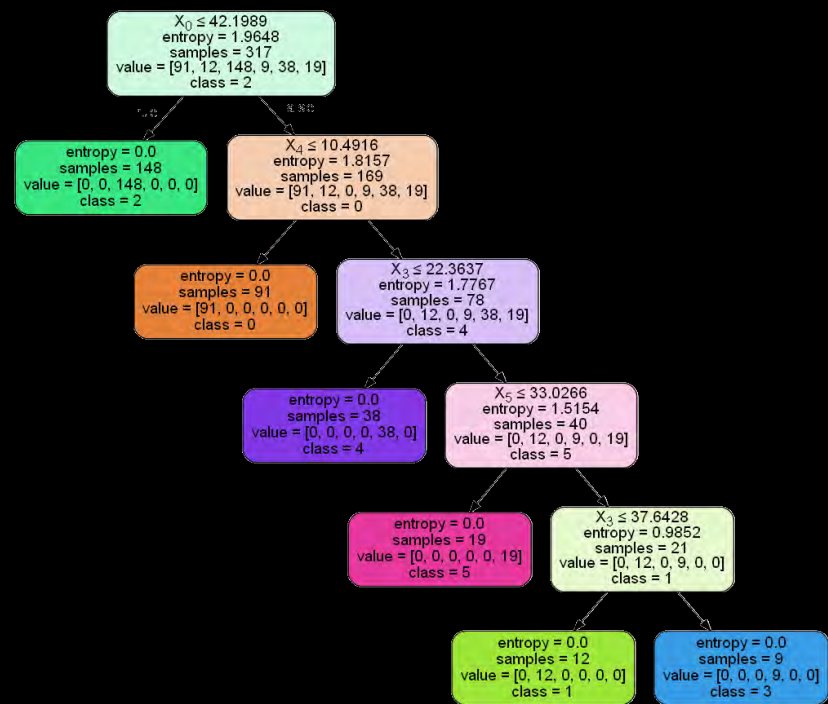 X0 ≤ 42.1989
entropy = 1.9648
samples = 317
value = [91, 12, 148, 9, 38, 19]
class = 2
entropy = 0.0
samples = 148
value = [0, 0, 148, 0, 0, 0]
class = 2
X4 ≤ 10.4916
entropy = 1.8157
samples = 169
value = [91, 12, 0, 9, 38, 19]
class = 0
entropy = 0.0
samples = 91
value = [91, 0, 0, 0, 0, 0]
class = 0
X3 ≤ 22.3637
entropy = 1.7767
samples = 78
value = [0, 12, 0, 9, 38, 19]
class = 4
entropy = 0.0
samples = 38
value = [0, 0, 0, 0, 38, 0]
class = 4
X5 ≤ 33.0266
entropy = 1.5154
samples = 40
value = [0, 12, 0, 9, 0, 19]
class = 5
entropy = 0.0
samples = 19
value = [0, 0, 0, 0, 0, 19]
class = 5
X3 ≤ 37.6428
entropy = 0.9852
samples = 21
value = [0, 12, 0, 9, 0, 0]
class = 1
entropy = 0.0
samples = 12
value = [0, 12, 0, 0, 0, 0]
class = 1
entropy = 0.0
samples = 9
value = [0, 0, 0, 9, 0, 0]
class = 3